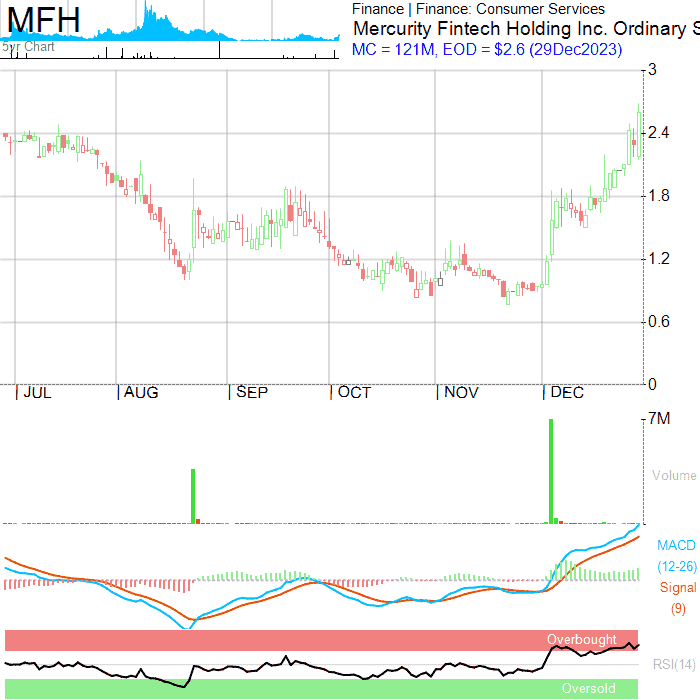 MFH
5yr Chart
Finance | Finance: Consumer Services
Mercurity Fintech Holding Inc. Ordinary S
MC = 121M, EOD = $2.6 (29Dec2023)
3
2.4
1.8
1.2
0.6
0
JUL AUG SEP OCT NOV DEC
7M
Volume
MACD
(12-26)
Signal
(9)
Overbought
RSI(14)
Oversold